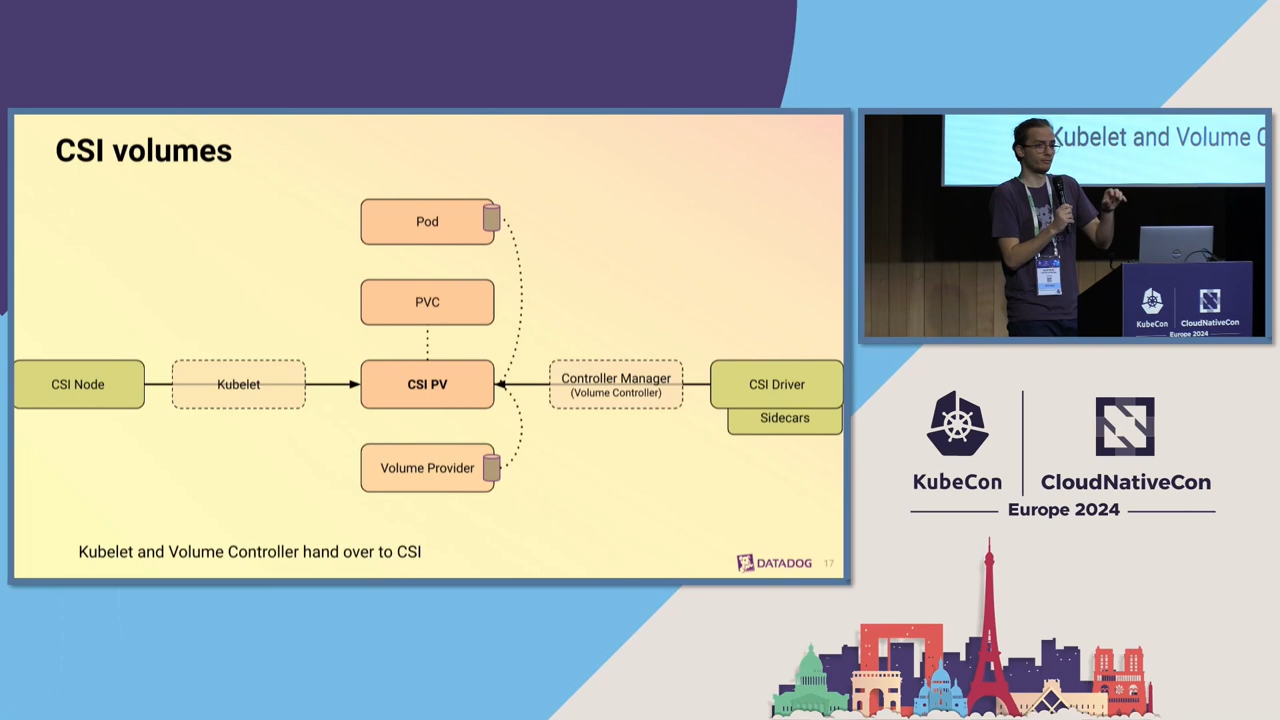 CSI volumes
Pod
PVC
CSI Node
Kubelet
CSI PV
Controller Manager
(Volume Controller)
CSI Driver
Sidecars
Volume Provider
Kubelet and Volume Controller hand over to CSI
DATADOG
17
Kubelet and Volume C
KubeCon
CloudNativeCon
Europe 2024
KubeCon
CloudNativeCon
Europe 2024